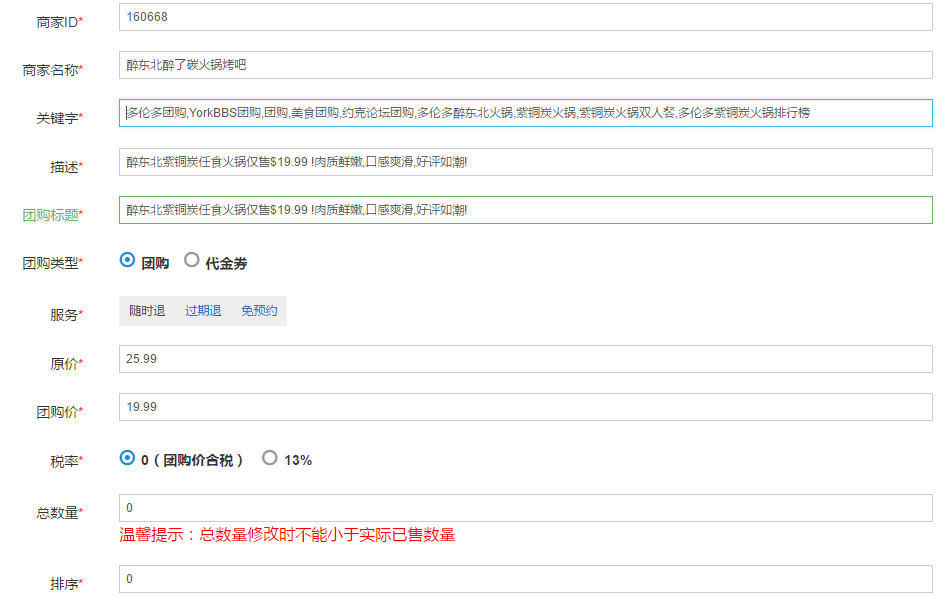 商家ID* 160668
商家名称* 醉东北醉了碳火锅烤吧
关键字* 多伦多团购,YorkBBS团购,团购,美食团购,约克论坛团购,多伦多醉东北火锅,紫铜炭火锅,紫铜炭火锅双人餐,多伦多紫铜炭火锅排行榜
描述* 醉东北紫铜炭任食火锅仅售$19.99 !肉质鲜嫩,口感爽滑,好评如潮!
团购标题* 醉东北紫铜炭任食火锅仅售$19.99 !肉质鲜嫩,口感爽滑,好评如潮!
团购类型* 团购 代金券
服务* 随时退 过期退 免预约
原价* 25.99
团购价* 19.99
税率* 0（团购价含税） 13%
总数量* 0
温馨提示：总数量修改时不能小于实际已售数量
排序* 0